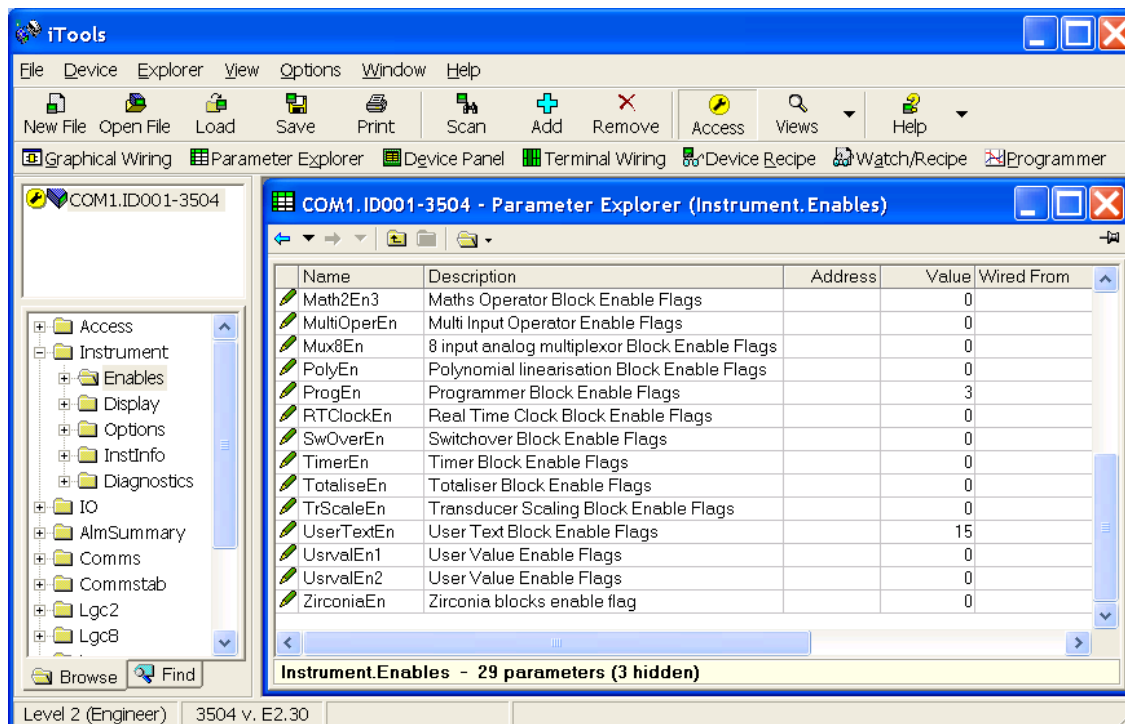 iTools
File Device Explorer View Options Window Help
New File Open File Load Save Print Scan Add Remove Access Views Help
Graphical Wiring Parameter Explorer Device Panel Terminal Wiring Device Recipe Watch/Recipe Programmer
COM1.ID001-3504
Access
Instrument
Enables
Display
Options
InstInfo
Diagnostics
IO
AlmSummary
Comms
Commstab
Lgc2
Lgc8
Browse Find
COM1.ID001-3504 - Parameter Explorer (Instrument.Enables)
Name Description Address Value Wired From
Math2En3 Maths Operator Block Enable Flags 0
MultiOperEn Multi Input Operator Enable Flags 0
Mux8En 8 input analog multiplexor Block Enable Flags 0
PolyEn Polynomial linearisation Block Enable Flags 0
ProgEn Programmer Block Enable Flags 3
RTClockEn Real Time Clock Block Enable Flags 0
SwOverEn Switchover Block Enable Flags 0
TimerEn Timer Block Enable Flags 0
TotaliseEn Totaliser Block Enable Flags 0
TrScaleEn Transducer Scaling Block Enable Flags 0
UserTextEn User Text Block Enable Flags 15
UsrvalEn1 User Value Enable Flags 0
UsrvalEn2 User Value Enable Flags 0
ZirconiaEn Zirconia blocks enable flag 0
Instrument.Enables - 29 parameters (3 hidden)
Level 2 (Engineer) 3504 v. E2.30